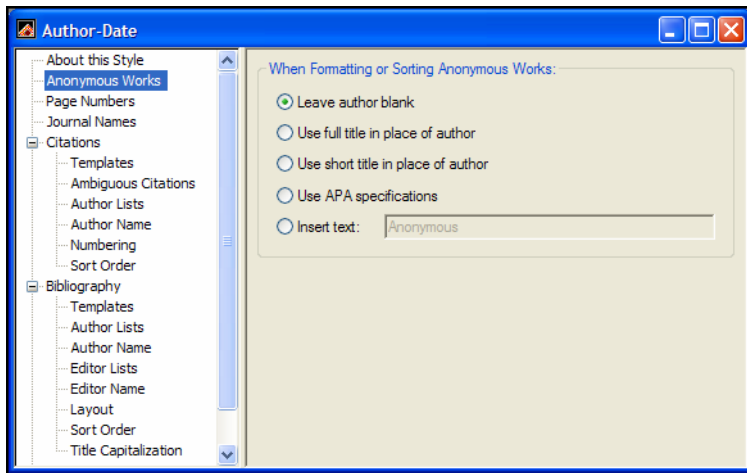 Author-Date
About this Style
Anonymous Works
Page Numbers
Journal Names
Citations
Templates
Ambiguous Citations
Author Lists
Author Name
Numbering
Sort Order
Bibliography
Templates
Author Lists
Author Name
Editor Lists
Editor Name
Layout
Sort Order
Title Capitalization
When Formatting or Sorting Anonymous Works:
Leave author blank
Use full title in place of author
Use short title in place of author
Use APA specifications
Insert text: Anonymous